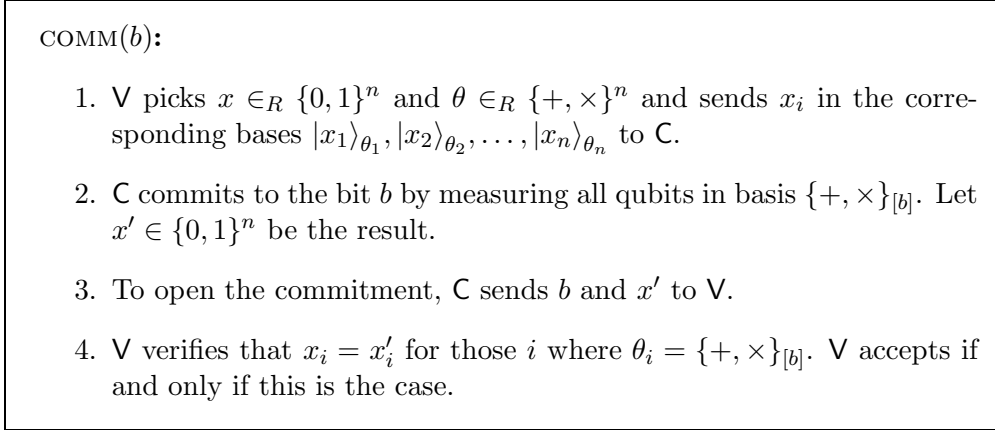 COMM(b):
1. V picks x ∈_R {0, 1}^n and θ ∈_R {+, ×}^n and sends x_i in the corre-
sponding bases |x_1⟩_{θ_1}, |x_2⟩_{θ_2}, . . . , |x_n⟩_{θ_n} to C.
2. C commits to the bit b by measuring all qubits in basis {+, ×}_{[b]}. Let
x′ ∈ {0, 1}^n be the result.
3. To open the commitment, C sends b and x′ to V.
4. V verifies that x_i = x′_i for those i where θ_i = {+, ×}_{[b]}. V accepts if
and only if this is the case.